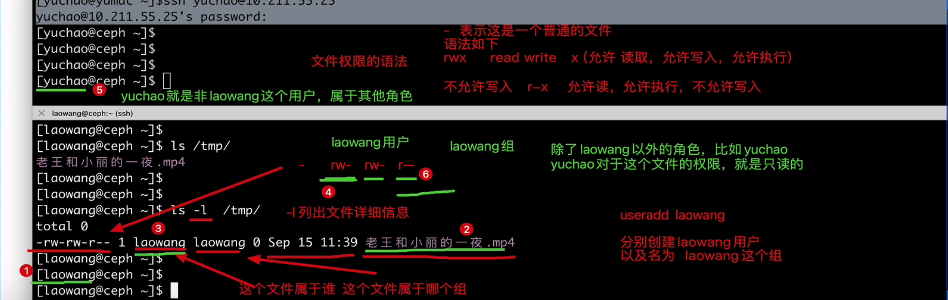 [yuchao@yumac ~]$ssh yuchao@10.211.55.25
yuchao@10.211.55.25's password:
[yuchao@ceph ~]$
[yuchao@ceph ~]$
[yuchao@ceph ~]$
[yuchao@ceph ~]$
- 表示这是一个普通的文件
语法如下
rwx read write x (允许 读取,允许写入,允许执行)
文件权限的语法
不允许写入 r-x 允许读,允许执行,不允许写入
5
yuchao就是非laowang这个用户,属于其他角色
× laowang@ceph:~ (ssh)
[laowang@ceph ~]$
[laowang@ceph ~]$ ls /tmp/
老王和小丽的一夜.mp4
[laowang@ceph ~]$
[laowang@ceph ~]$
[laowang@ceph ~]$ ls -l /tmp/
total 0
-rw-rw-r-- 1 laowang laowang 0 Sep 15 11:39 老王和小丽的一夜.mp4
[laowang@ceph ~]$
[laowang@ceph ~]$
[laowang@ceph ~]$
laowang用户
laowang组
- rw- rw- r—
4
6
除了laowang以外的角色,比如yuchao
yuchao对于这个文件的权限,就是只读的
-l 列出文件详细信息
3
2
1
useradd laowang
分别创建laowang用户
以及名为 laowang这个组
这个文件属于谁 这个文件属于哪个组